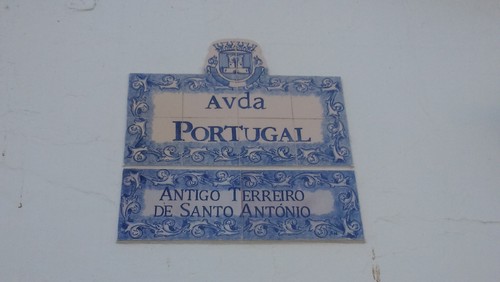 Avda
PORTUGAL
ANTIGO TERREIRO
DE SANTO ANTÓNIO